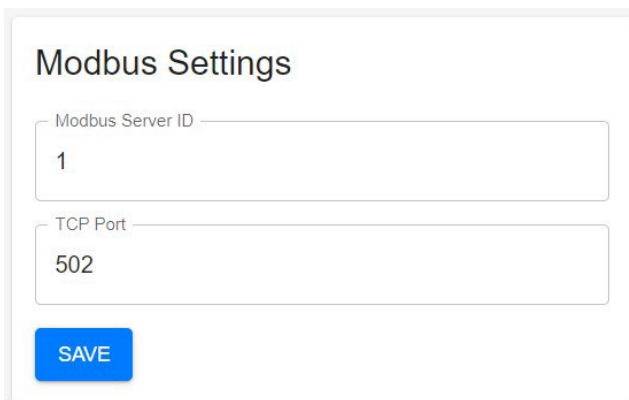 Modbus Settings
Modbus Server ID
1
TCP Port
502
SAVE